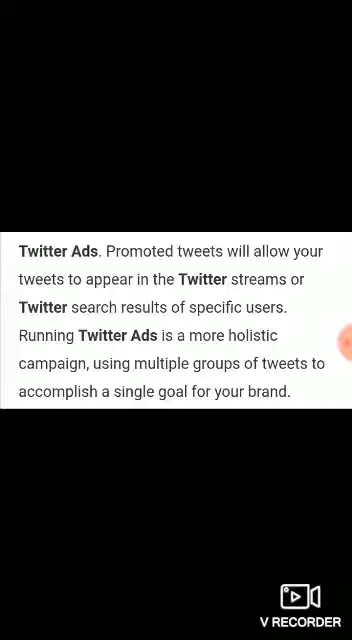 Twitter Ads. Promoted tweets will allow your
tweets to appear in the Twitter streams or
Twitter search results of specific users.
Running Twitter Ads is a more holistic
campaign, using multiple groups of tweets to
accomplish a single goal for your brand.
V RECORDER